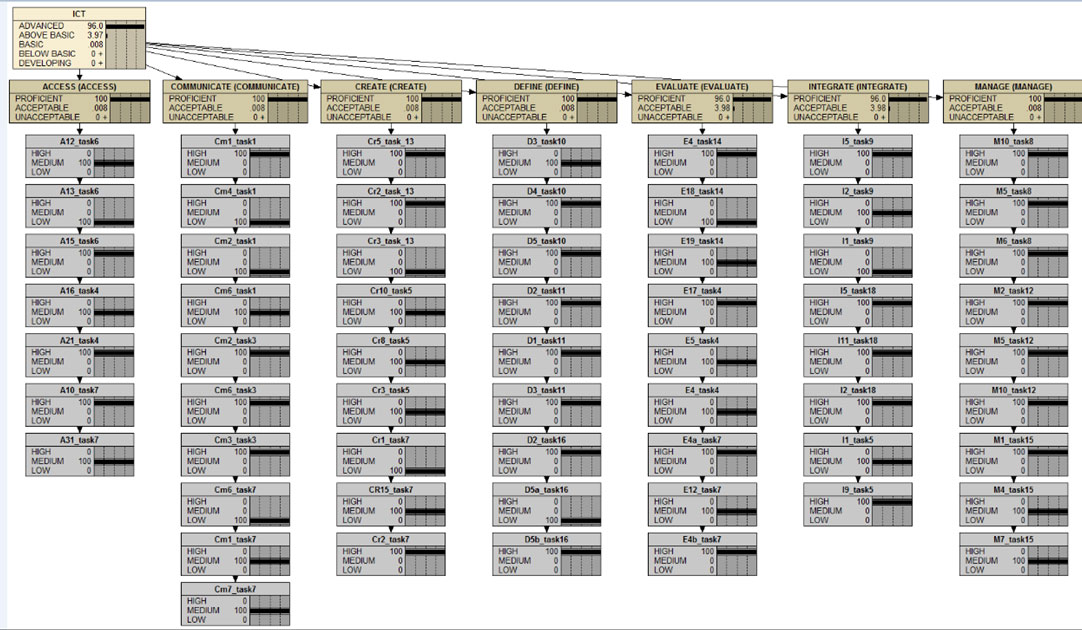 ICT
ADVANCED 96.0
ABOVE BASIC 3.97
BASIC .008
BELOW BASIC 0 +
DEVELOPING 0 +
ACCESS (ACCESS)
PROFICIENT 100
ACCEPTABLE .008
UNACCEPTABLE 0 +
A12_task6
HIGH 0
MEDIUM 100
LOW 0
A13_task6
HIGH 0
MEDIUM 0
LOW 100
A15_task6
HIGH 100
MEDIUM 0
LOW 0
A16_task4
HIGH 0
MEDIUM 100
LOW 0
A21_task4
HIGH 100
MEDIUM 0
LOW 0
A10_task7
HIGH 100
MEDIUM 0
LOW 0
A31_task7
HIGH 0
MEDIUM 100
LOW 0
COMMUNICATE (COMMUNICATE)
PROFICIENT 100
ACCEPTABLE .008
UNACCEPTABLE 0 +
Cm1_task1
HIGH 100
MEDIUM 0
LOW 0
Cm4_task1
HIGH 0
MEDIUM 0
LOW 100
Cm2_task1
HIGH 0
MEDIUM 0
LOW 100
Cm6_task1
HIGH 0
MEDIUM 100
LOW 0
Cm2_task3
HIGH 100
MEDIUM 0
LOW 0
Cm6_task3
HIGH 100
MEDIUM 0
LOW 0
Cm3_task3
HIGH 100
MEDIUM 0
LOW 0
Cm6_task7
HIGH 0
MEDIUM 0
LOW 100
Cm1_task7
HIGH 0
MEDIUM 100
LOW 0
Cm7_task7
HIGH 0
MEDIUM 100
LOW 0
CREATE (CREATE)
PROFICIENT 100
ACCEPTABLE .008
UNACCEPTABLE 0 +
Cr5_task_13
HIGH 100
MEDIUM 0
LOW 0
Cr2_task_13
HIGH 100
MEDIUM 0
LOW 0
Cr3_task_13
HIGH 0
MEDIUM 0
LOW 100
Cr10_task5
HIGH 0
MEDIUM 100
LOW 0
Cr8_task5
HIGH 0
MEDIUM 100
LOW 0
Cr3_task5
HIGH 0
MEDIUM 100
LOW 0
Cr1_task7
HIGH 0
MEDIUM 0
LOW 100
CR15_task7
HIGH 0
MEDIUM 100
LOW 0
Cr2_task7
HIGH 100
MEDIUM 0
LOW 0
DEFINE (DEFINE)
PROFICIENT 100
ACCEPTABLE .008
UNACCEPTABLE 0 +
D3_task10
HIGH 0
MEDIUM 100
LOW 0
D4_task10
HIGH 100
MEDIUM 0
LOW 0
D5_task10
HIGH 100
MEDIUM 0
LOW 0
D2_task11
HIGH 100
MEDIUM 0
LOW 0
D1_task11
HIGH 100
MEDIUM 0
LOW 0
D3_task11
HIGH 100
MEDIUM 0
LOW 0
D2_task16
HIGH 100
MEDIUM 0
LOW 0
D5a_task16
HIGH 0
MEDIUM 0
LOW 100
D5b_task16
HIGH 100
MEDIUM 0
LOW 0
EVALUATE (EVALUATE)
PROFICIENT 96.0
ACCEPTABLE 3.98
UNACCEPTABLE 0 +
E4_task14
HIGH 100
MEDIUM 0
LOW 0
E18_task14
HIGH 0
MEDIUM 0
LOW 100
E19_task14
HIGH 0
MEDIUM 100
LOW 0
E17_task4
HIGH 100
MEDIUM 0
LOW 0
E5_task4
HIGH 0
MEDIUM 100
LOW 0
E4_task4
HIGH 0
MEDIUM 100
LOW 0
E4a_task7
HIGH 100
MEDIUM 0
LOW 0
E12_task7
HIGH 0
MEDIUM 100
LOW 0
E4b_task7
HIGH 100
MEDIUM 0
LOW 0
INTEGRATE (INTEGRATE)
PROFICIENT 96.0
ACCEPTABLE 3.98
UNACCEPTABLE 0 +
I5_task9
HIGH 100
MEDIUM 0
LOW 0
I2_task9
HIGH 0
MEDIUM 100
LOW 0
I1_task9
HIGH 0
MEDIUM 0
LOW 100
I5_task18
HIGH 100
MEDIUM 0
LOW 0
I11_task18
HIGH 100
MEDIUM 0
LOW 0
I2_task18
HIGH 100
MEDIUM 0
LOW 0
I1_task5
HIGH 0
MEDIUM 100
LOW 0
I9_task5
HIGH 100
MEDIUM 0
LOW 0
MANAGE (MANAGE)
PROFICIENT 100
ACCEPTABLE .008
UNACCEPTABLE 0 +
M10_task8
HIGH 100
MEDIUM 0
LOW 0
M5_task8
HIGH 100
MEDIUM 0
LOW 0
M6_task8
HIGH 100
MEDIUM 0
LOW 0
M2_task12
HIGH 100
MEDIUM 0
LOW 0
M5_task12
HIGH 100
MEDIUM 0
LOW 0
M10_task12
HIGH 100
MEDIUM 0
LOW 0
M1_task15
HIGH 100
MEDIUM 0
LOW 0
M4_task15
HIGH 0
MEDIUM 100
LOW 0
M7_task15
HIGH 0
MEDIUM 100
LOW 0